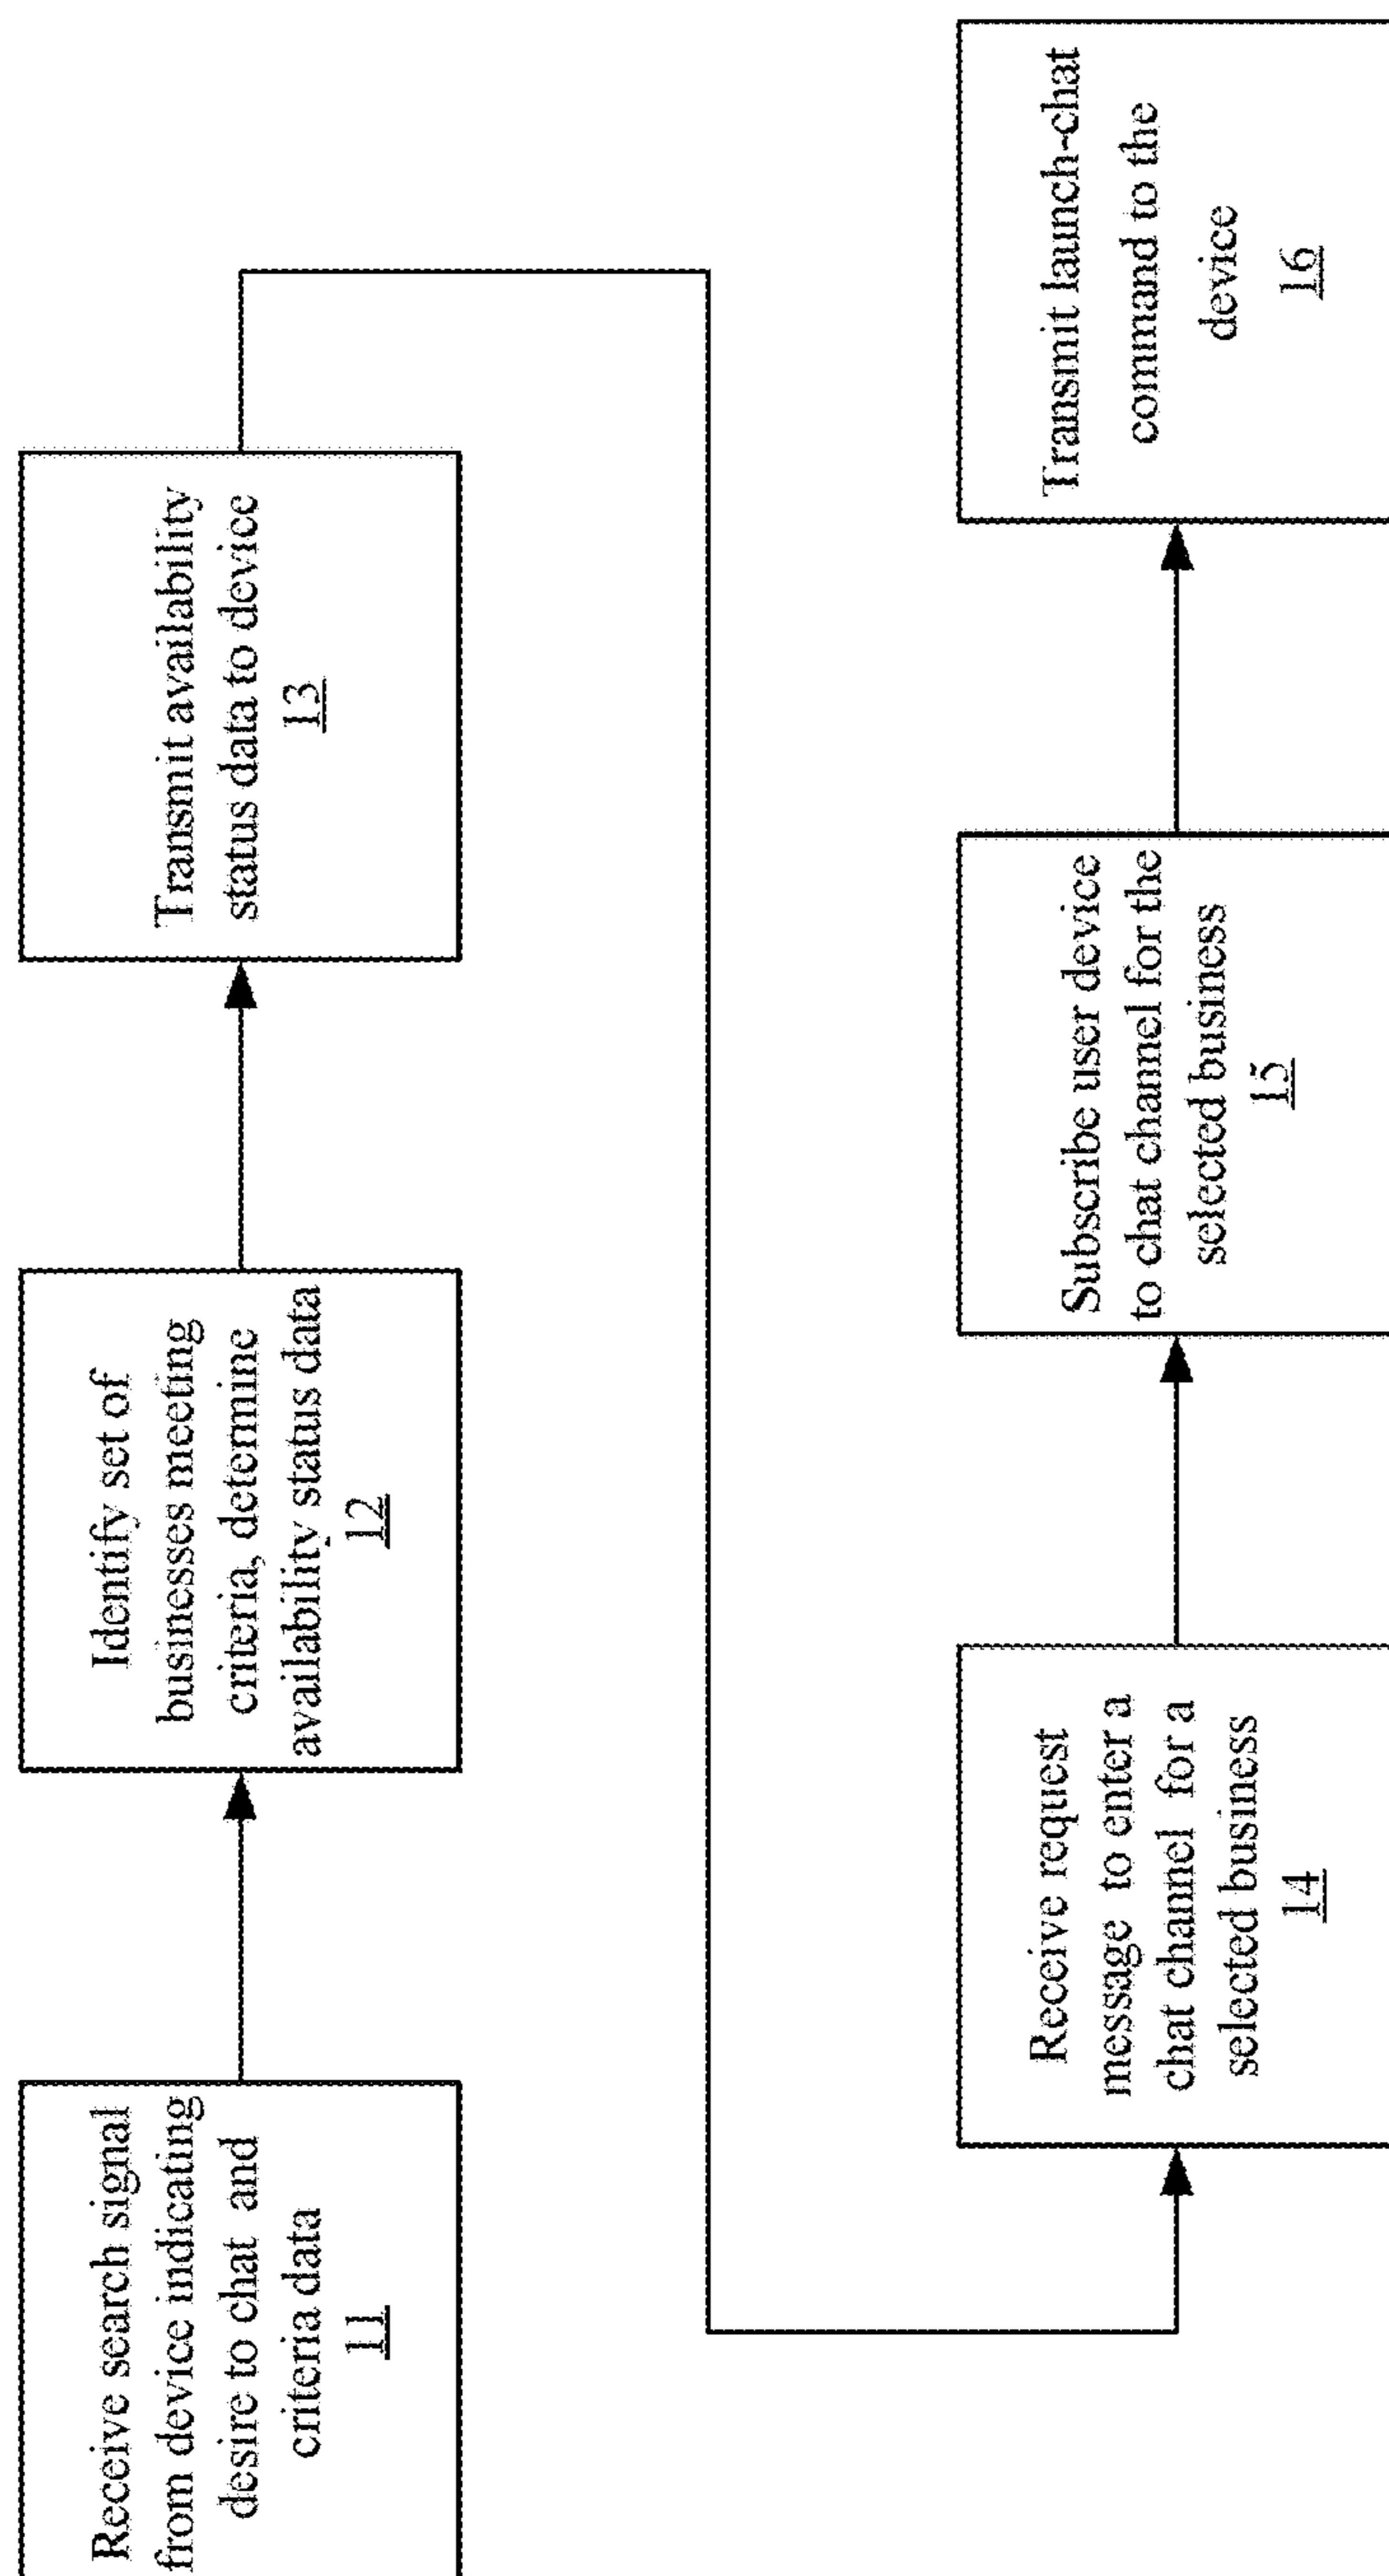 Receive search signal
from device indicating
desire to chat and
criteria data
11
Identify set of
businesses meeting
criteria, determine
availability status data
12
Transmit availability
status data to device
13
Receive request
message to enter a
chat channel for a
selected business
14
Subscribe user device
to chat channel for the
selected business
15
Transmit launch-chat
command to the
device
16